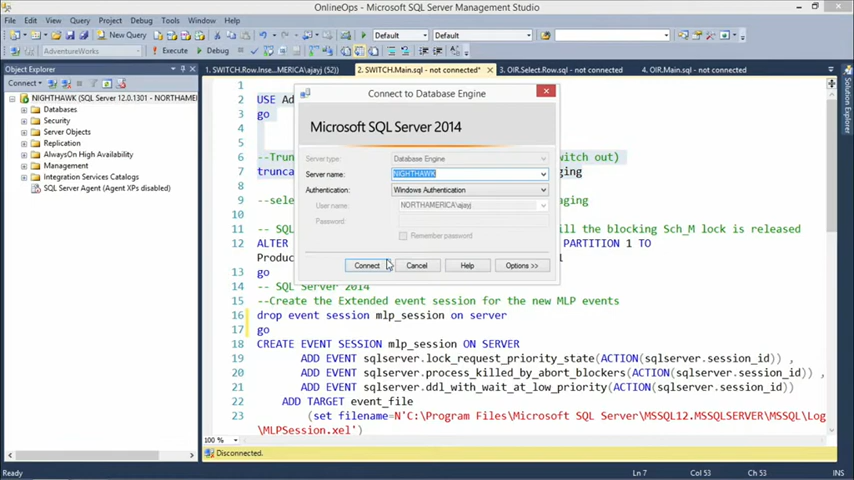 OnlineOps - Microsoft SQL Server Management Studio
File Edit View Query Project Debug Tools Window Help
New Query Default Default
AdventureWorks Execute Debug
Object Explorer
1. SWITCH.Row.Inse...MERICA\ajayj (52)) 2. SWITCH.Main.sql - not connected* 3. OIR.Select.Row.sql - not connected 4. OIR.Main.sql - not connected
Connect
NIGHTHAWK (SQL Server 12.0.1301 - NORTHAMERI
Databases
Security
Server Objects
Replication
AlwaysOn High Availability
Management
Integration Services Catalogs
SQL Server Agent (Agent XPs disabled)
Solution Explorer
Connect to Database Engine
Microsoft SQL Server 2014
Server type: Database Engine
Server name: NIGHTHAWK
Authentication: Windows Authentication
User name: NORTHAMERICA\ajayj
Password:
Remember password
Connect Cancel Help Options >>
1
2 USE Ad
3 go
4
5
6 --Trun witch out)
7 trunca ging
8
9 --sele aging
10
11 -- SQL ill the blocking Sch_M lock is released
12 ALTER PARTITION 1 TO
Produc 1
13 go
14 -- SQL Server 2014
15 --Create the Extended event session for the new MLP events
16 drop event session mlp_session on server
17 go
18 CREATE EVENT SESSION mlp_session ON SERVER
19 ADD EVENT sqlserver.lock_request_priority_state(ACTION(sqlserver.session_id)) ,
20 ADD EVENT sqlserver.process_killed_by_abort_blockers(ACTION(sqlserver.session_id)) ,
21 ADD EVENT sqlserver.ddl_with_wait_at_low_priority(ACTION(sqlserver.session_id))
22 ADD TARGET event_file
23 (set filename=N'C:\Program Files\Microsoft SQL Server\MSSQL12.MSSQLSERVER\MSSQL\Log
\MLPSession.xel')
100 %
Disconnected.
Ready Ln 7 Col 53 Ch 53 INS